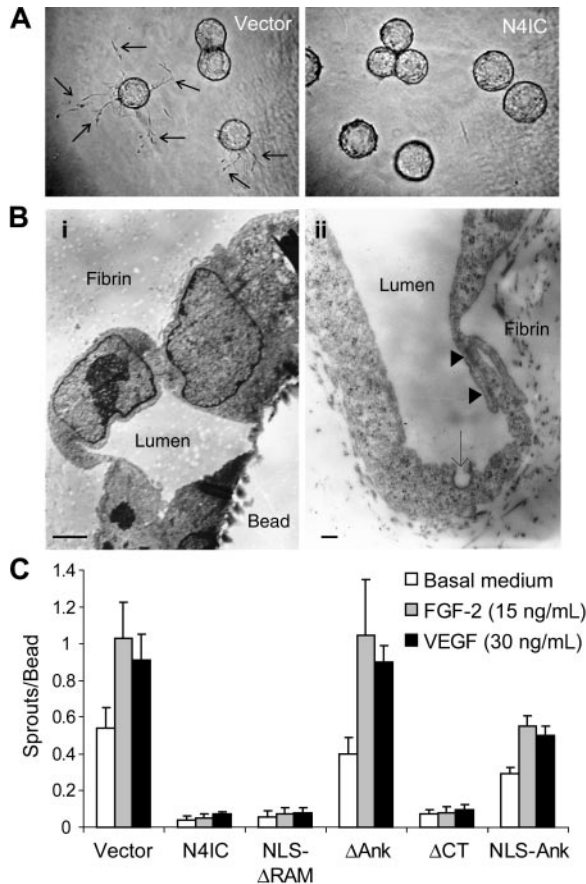 A
Vector
N4IC
B
i
Fibrin
Lumen
Bead
ii
Lumen
Fibrin
C
Sprouts/Bead
1.4
1.2
1
0.8
0.6
0.4
0.2
0
Basal medium
FGF-2 (15 ng/mL)
VEGF (30 ng/mL)
Vector
N4IC
NLS-
ΔRAM
ΔAnk
ΔCT
NLS-Ank